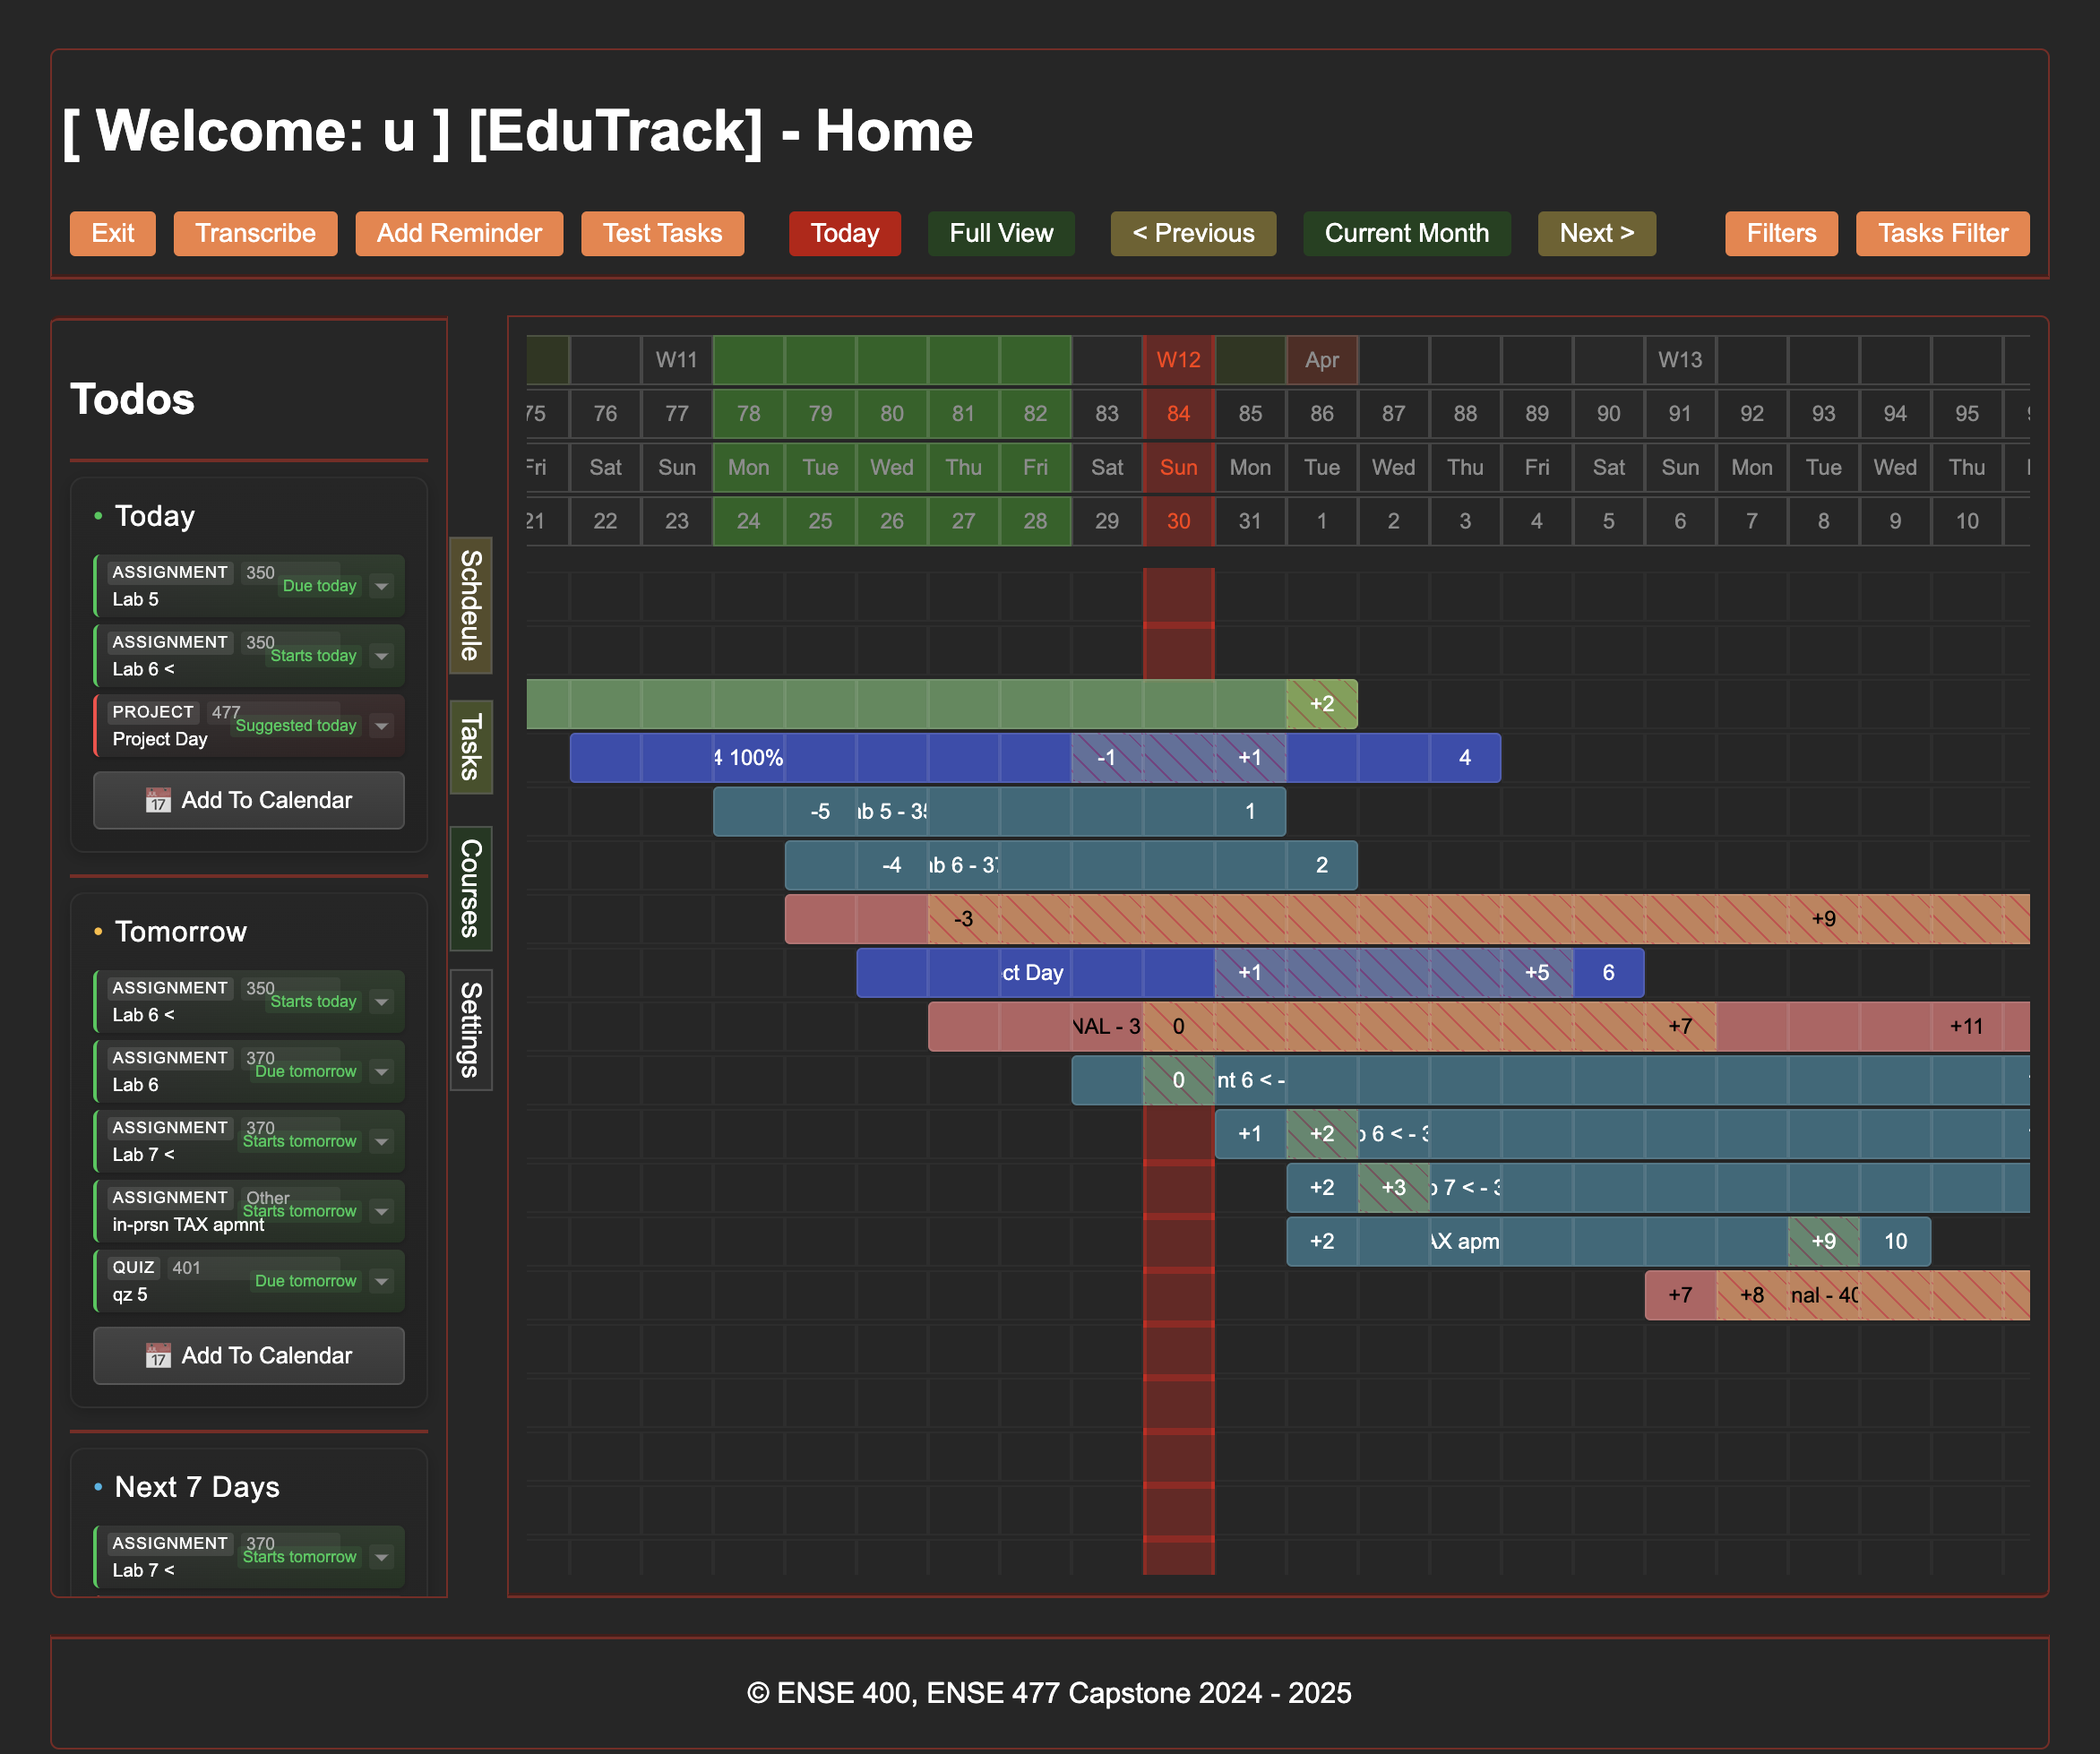 [ Welcome: u ] [EduTrack] - Home
Exit Transcribe Add Reminder Test Tasks Today Full View < Previous Current Month Next > Filters Tasks Filter
Todos
Today
ASSIGNMENT 350
Lab 5
Due today
ASSIGNMENT 350
Lab 6 <
Starts today
PROJECT 477
Project Day
Suggested today
17 Add To Calendar
Tomorrow
ASSIGNMENT 350
Lab 6 <
Starts today
ASSIGNMENT 370
Lab 6
Due tomorrow
ASSIGNMENT 370
Lab 7 <
Starts tomorrow
ASSIGNMENT Other
in-prsn TAX apmnt
Starts tomorrow
QUIZ 401
qz 5
Due tomorrow
17 Add To Calendar
Next 7 Days
ASSIGNMENT 370
Lab 7 <
Starts tomorrow
Schdeule
Tasks
Courses
Settings
W11 W12 Apr W13
75 76 77 78 79 80 81 82 83 84 85 86 87 88 89 90 91 92 93 94 95
Fri Sat Sun Mon Tue Wed Thu Fri Sat Sun Mon Tue Wed Thu Fri Sat Sun Mon Tue Wed Thu
21 22 23 24 25 26 27 28 29 30 31 1 2 3 4 5 6 7 8 9 10
+2
4 100% -1 +1 4
-5 ab 5 - 35 1
-4 ab 6 - 37 2
-3 +9
ct Day +1 +5 6
NAL - 3 0 +7 +11
0 nt 6 < -
+1 +2 6 < - 3
+2 +3 7 < - 3
+2 AX apm +9 10
+7 +8 nal - 40
© ENSE 400, ENSE 477 Capstone 2024 - 2025